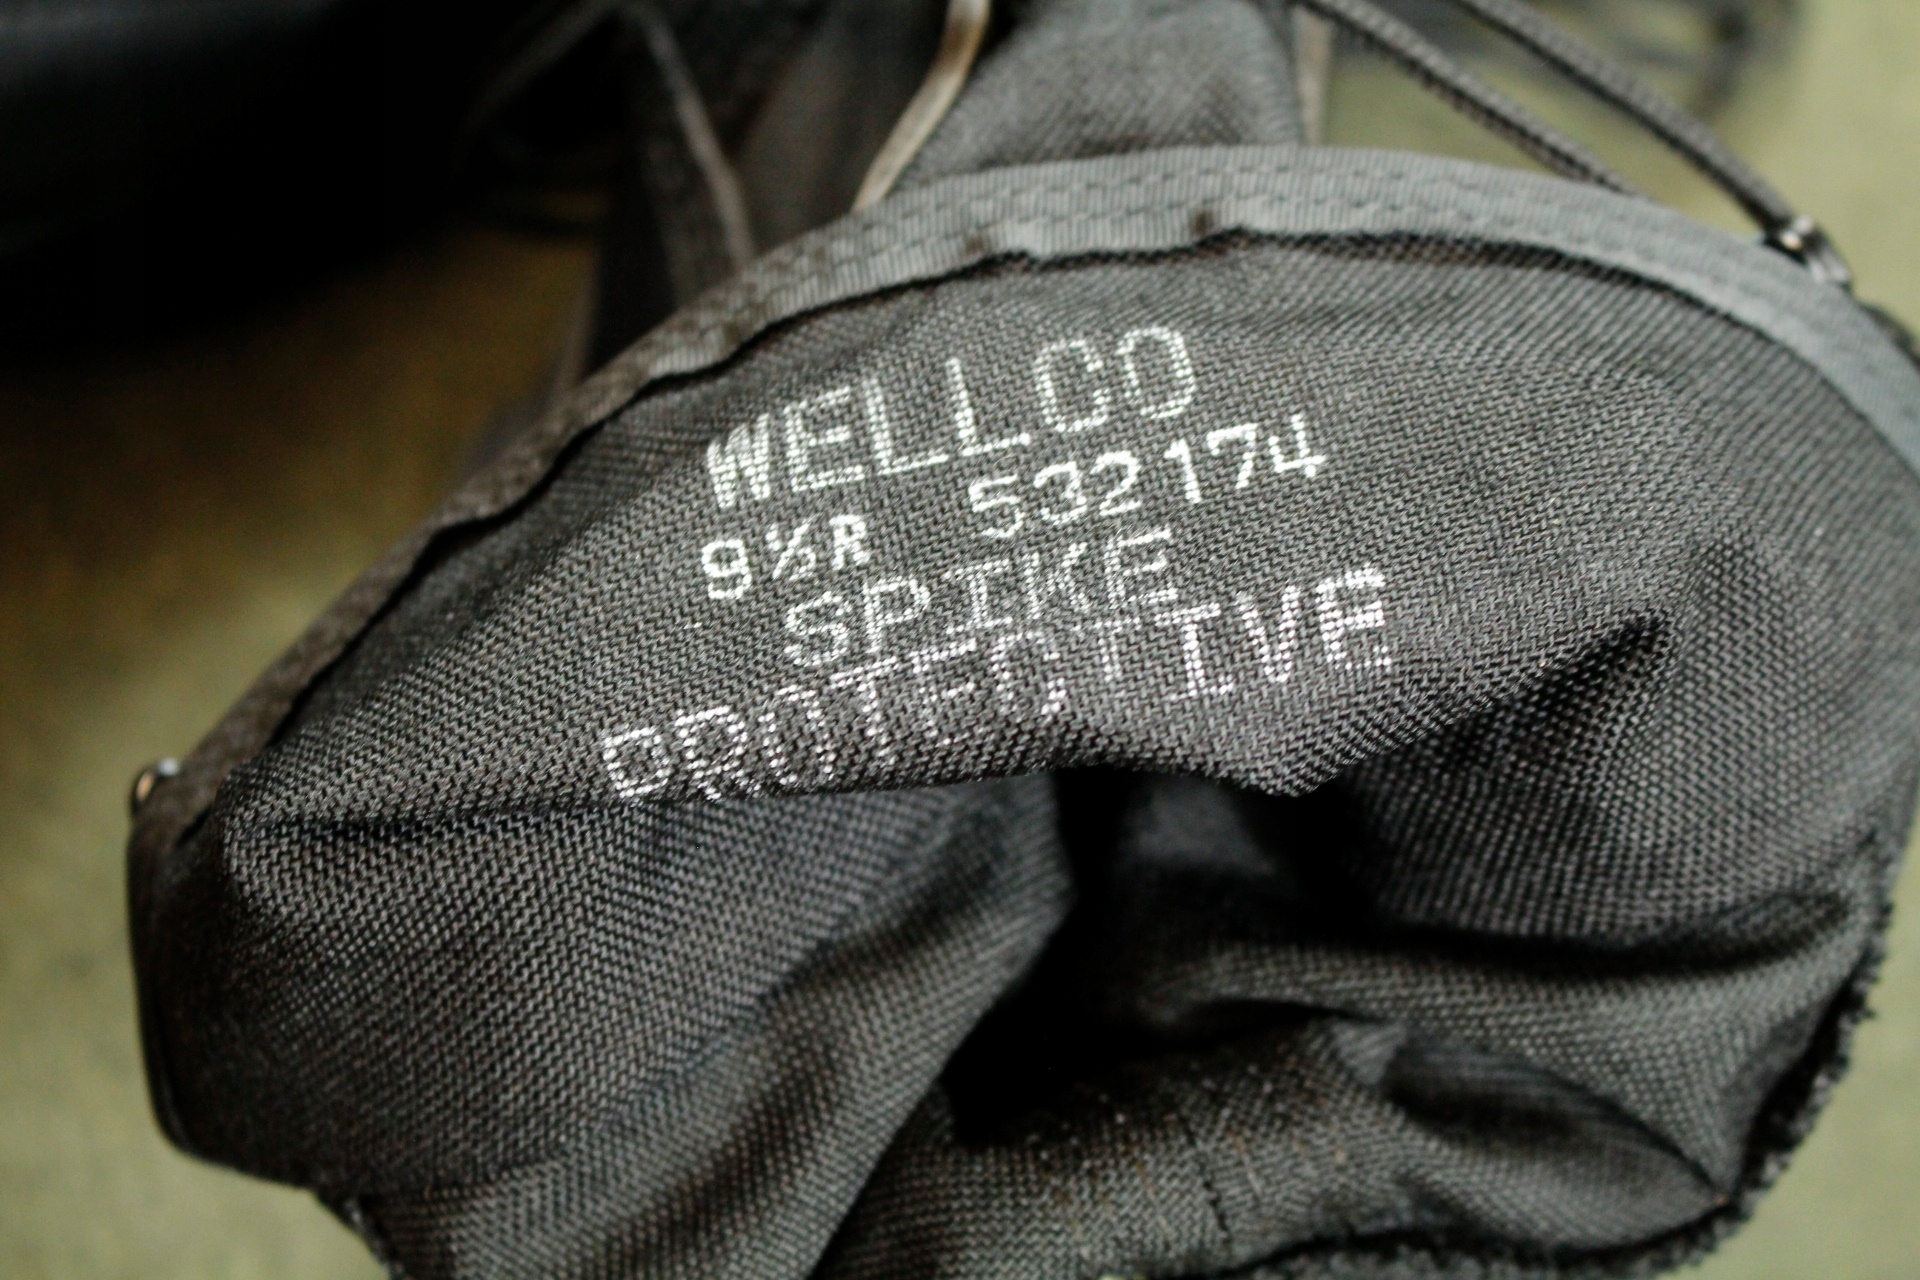 WELLCO
9½R 532174
SPIKE
PROTECTIVE